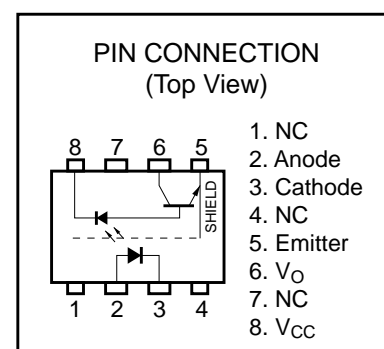 PIN CONNECTION
(Top View)
8 7 6 5
SHIELD
1 2 3 4
1. NC
2. Anode
3. Cathode
4. NC
5. Emitter
6. VO
7. NC
8. VCC